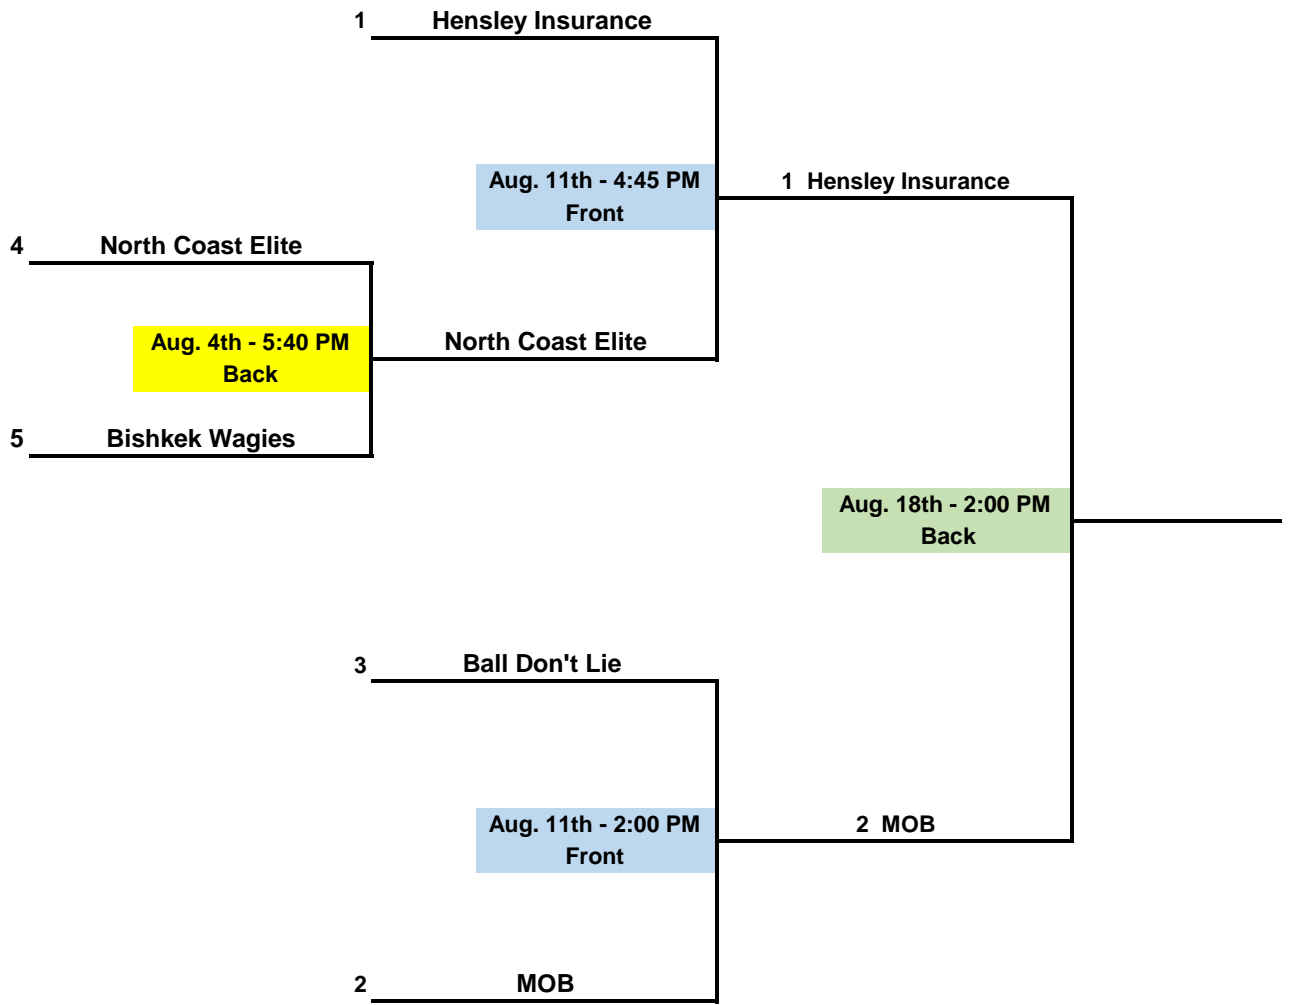 1 Hensley Insurance
Aug. 11th - 4:45 PM
Front
1 Hensley Insurance
4 North Coast Elite
Aug. 4th - 5:40 PM
Back
North Coast Elite
5 Bishkek Wagies
Aug. 18th - 2:00 PM
Back
3 Ball Don't Lie
Aug. 11th - 2:00 PM
Front
2 MOB
2 MOB